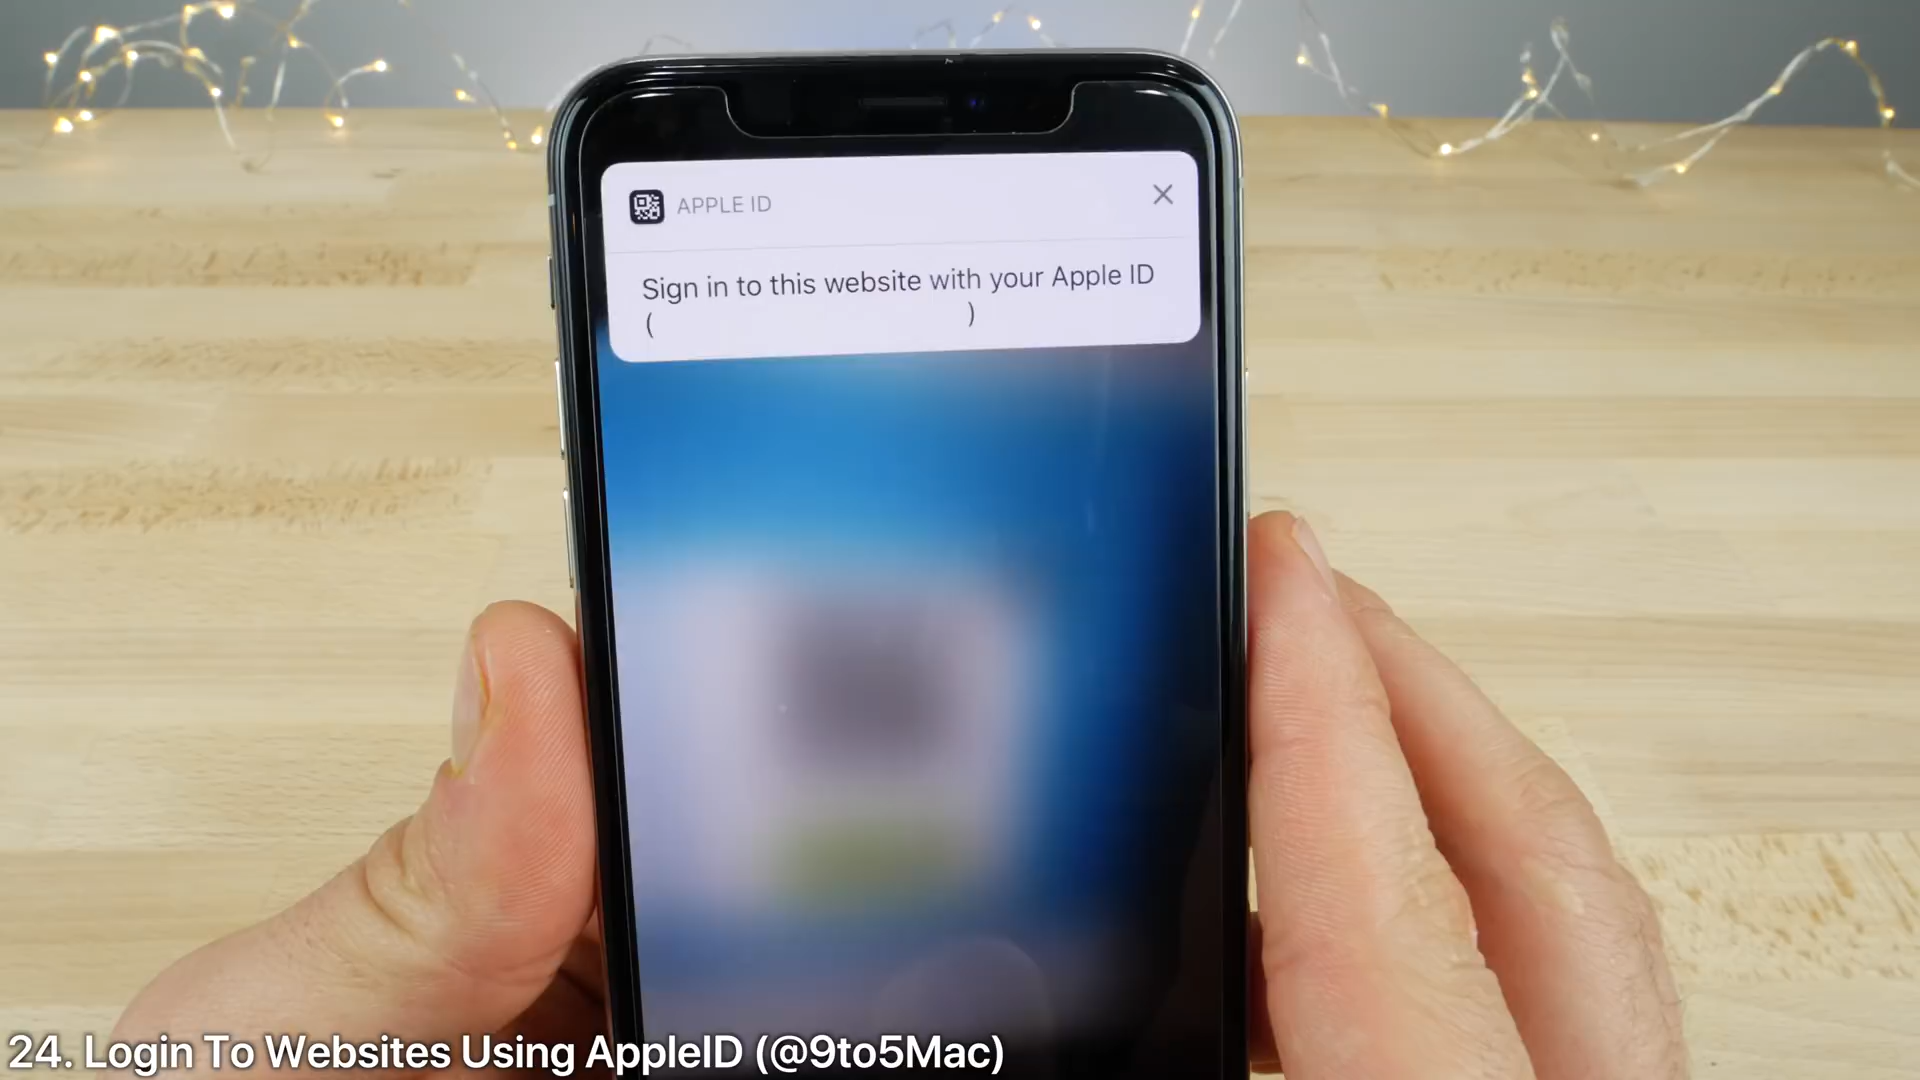 APPLE ID
Sign in to this website with your Apple ID
( )
24. Login To Websites Using AppleID (@9to5Mac)